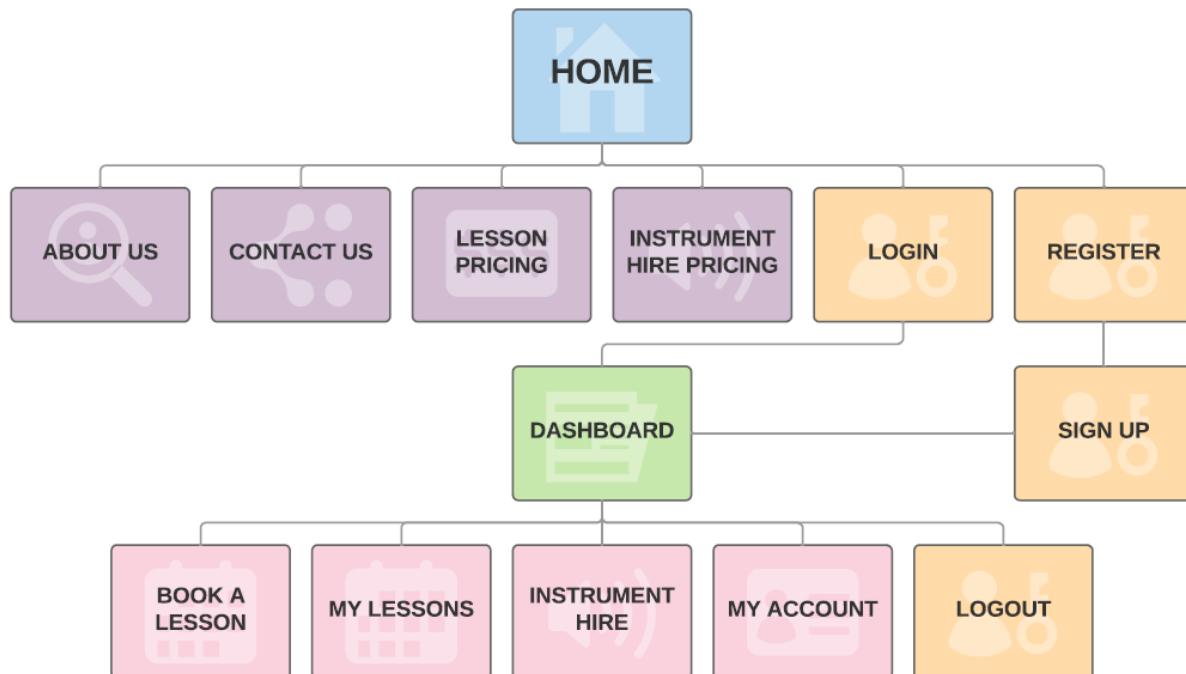 HOME
ABOUT US
CONTACT US
LESSON
PRICING
INSTRUMENT
HIRE PRICING
LOGIN
REGISTER
DASHBOARD
SIGN UP
BOOK A
LESSON
MY LESSONS
INSTRUMENT
HIRE
MY ACCOUNT
LOGOUT